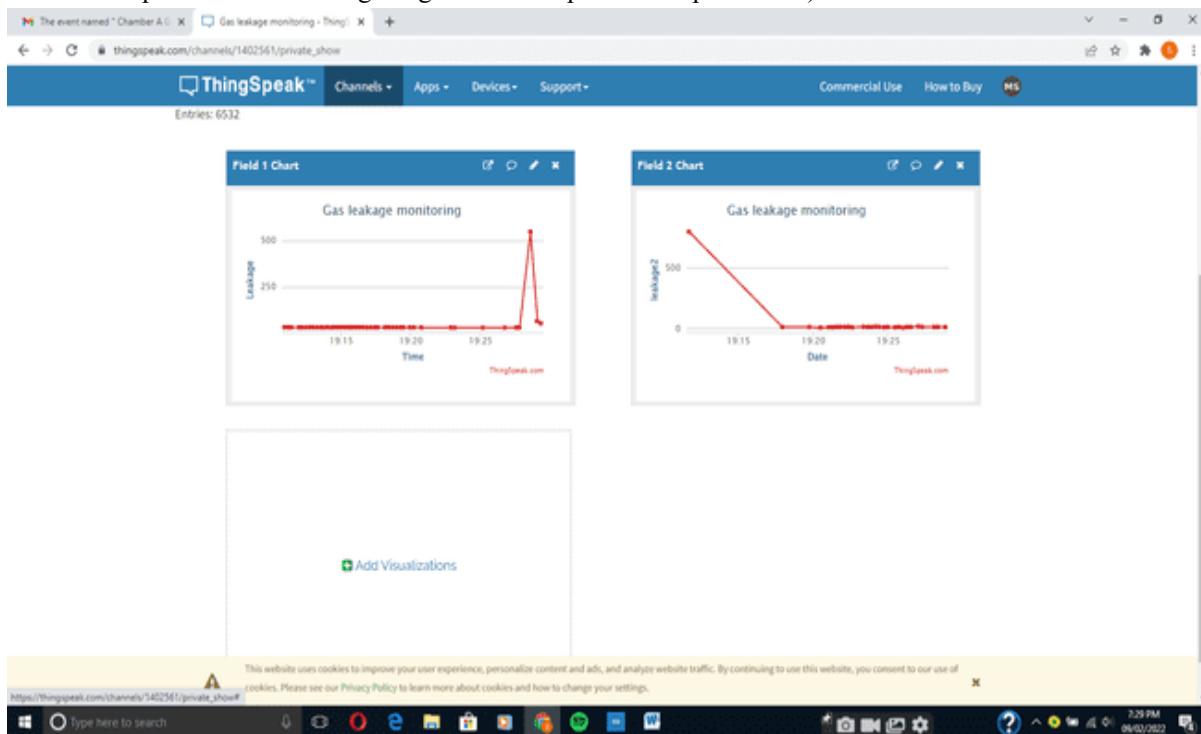 The event named " Chamber A G
Gas leakage monitoring - Thing
thingspeak.com/channels/1402561/private_show
ThingSpeak™ Channels Apps Devices Support Commercial Use How to Buy MS
Entries: 6532
Field 1 Chart
Gas leakage monitoring
500
250
Leakage
19:15 19:20 19:25
Time
ThingSpeak.com
Field 2 Chart
Gas leakage monitoring
500
0
leakage2
19:15 19:20 19:25
Date
ThingSpeak.com
Add Visualizations
This website uses cookies to improve your user experience, personalize content and ads, and analyze website traffic. By continuing to use this website, you consent to our use of
cookies. Please see our Privacy Policy to learn more about cookies and how to change your settings.
https://thingspeak.com/channels/1402561/private_show#
Type here to search
7:29 PM
09/02/2022